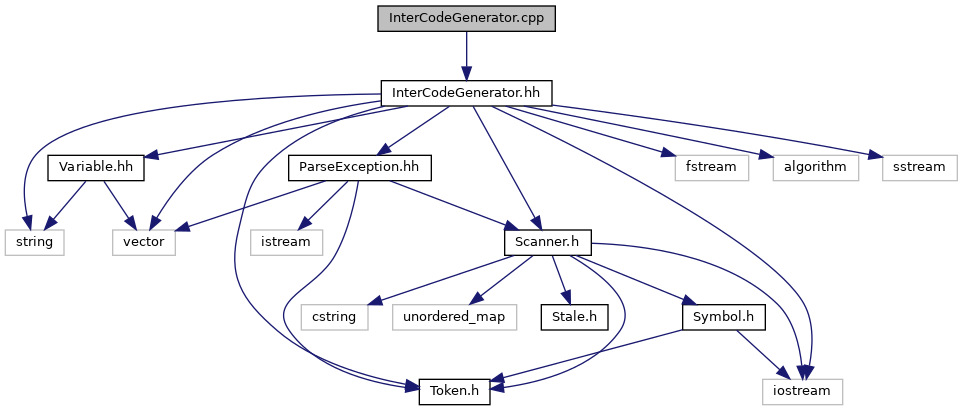 InterCodeGenerator.cpp
InterCodeGenerator.hh
Variable.hh
ParseException.hh
fstream
algorithm
sstream
string
vector
istream
Scanner.h
cstring
unordered_map
Stale.h
Symbol.h
Token.h
iostream